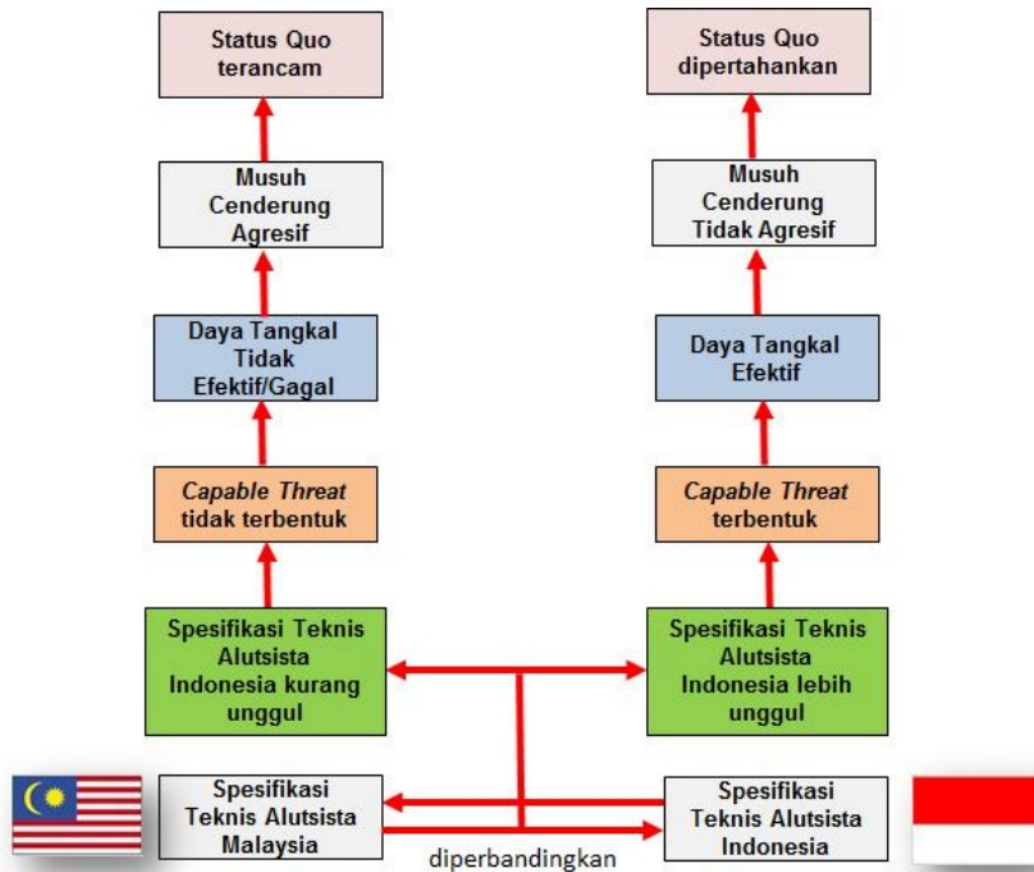 Status Quo
terancam
Status Quo
dipertahankan
Musuh
Cenderung
Agresif
Musuh
Cenderung
Tidak Agresif
Daya Tangkal
Tidak
Efektif/Gagal
Daya Tangkal
Efektif
Capable Threat
tidak terbentuk
Capable Threat
terbentuk
Spesifikasi Teknis
Alutsista
Indonesia kurang
unggul
Spesifikasi Teknis
Alutsista
Indonesia lebih
unggul
Spesifikasi
Teknis Alutsista
Malaysia
Spesifikasi
Teknis Alutsista
Indonesia
diperbandingkan